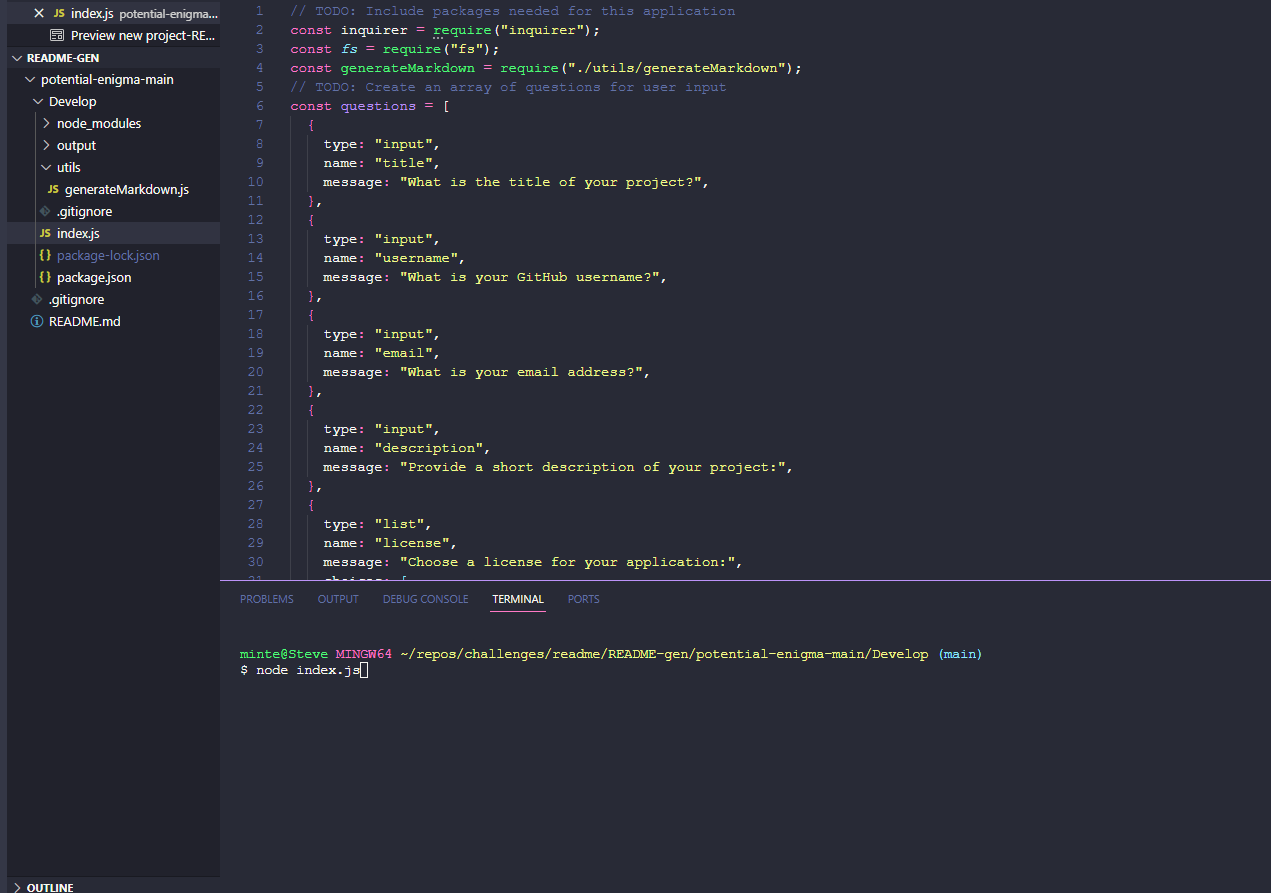 JS index.js potential-enigma...
Preview new project-RE...
README-GEN
potential-enigma-main
Develop
node_modules
output
utils
JS generateMarkdown.js
.gitignore
JS index.js
{} package-lock.json
{} package.json
.gitignore
README.md
OUTLINE
1 // TODO: Include packages needed for this application
2 const inquirer = require("inquirer");
3 const fs = require("fs");
4 const generateMarkdown = require("./utils/generateMarkdown");
5 // TODO: Create an array of questions for user input
6 const questions = [
7 {
8 type: "input",
9 name: "title",
10 message: "What is the title of your project?",
11 },
12 {
13 type: "input",
14 name: "username",
15 message: "What is your GitHub username?",
16 },
17 {
18 type: "input",
19 name: "email",
20 message: "What is your email address?",
21 },
22 {
23 type: "input",
24 name: "description",
25 message: "Provide a short description of your project:",
26 },
27 {
28 type: "list",
29 name: "license",
30 message: "Choose a license for your application:",
PROBLEMS OUTPUT DEBUG CONSOLE TERMINAL PORTS
minte@Steve MINGW64 ~/repos/challenges/readme/README-gen/potential-enigma-main/Develop (main)
$ node index.js